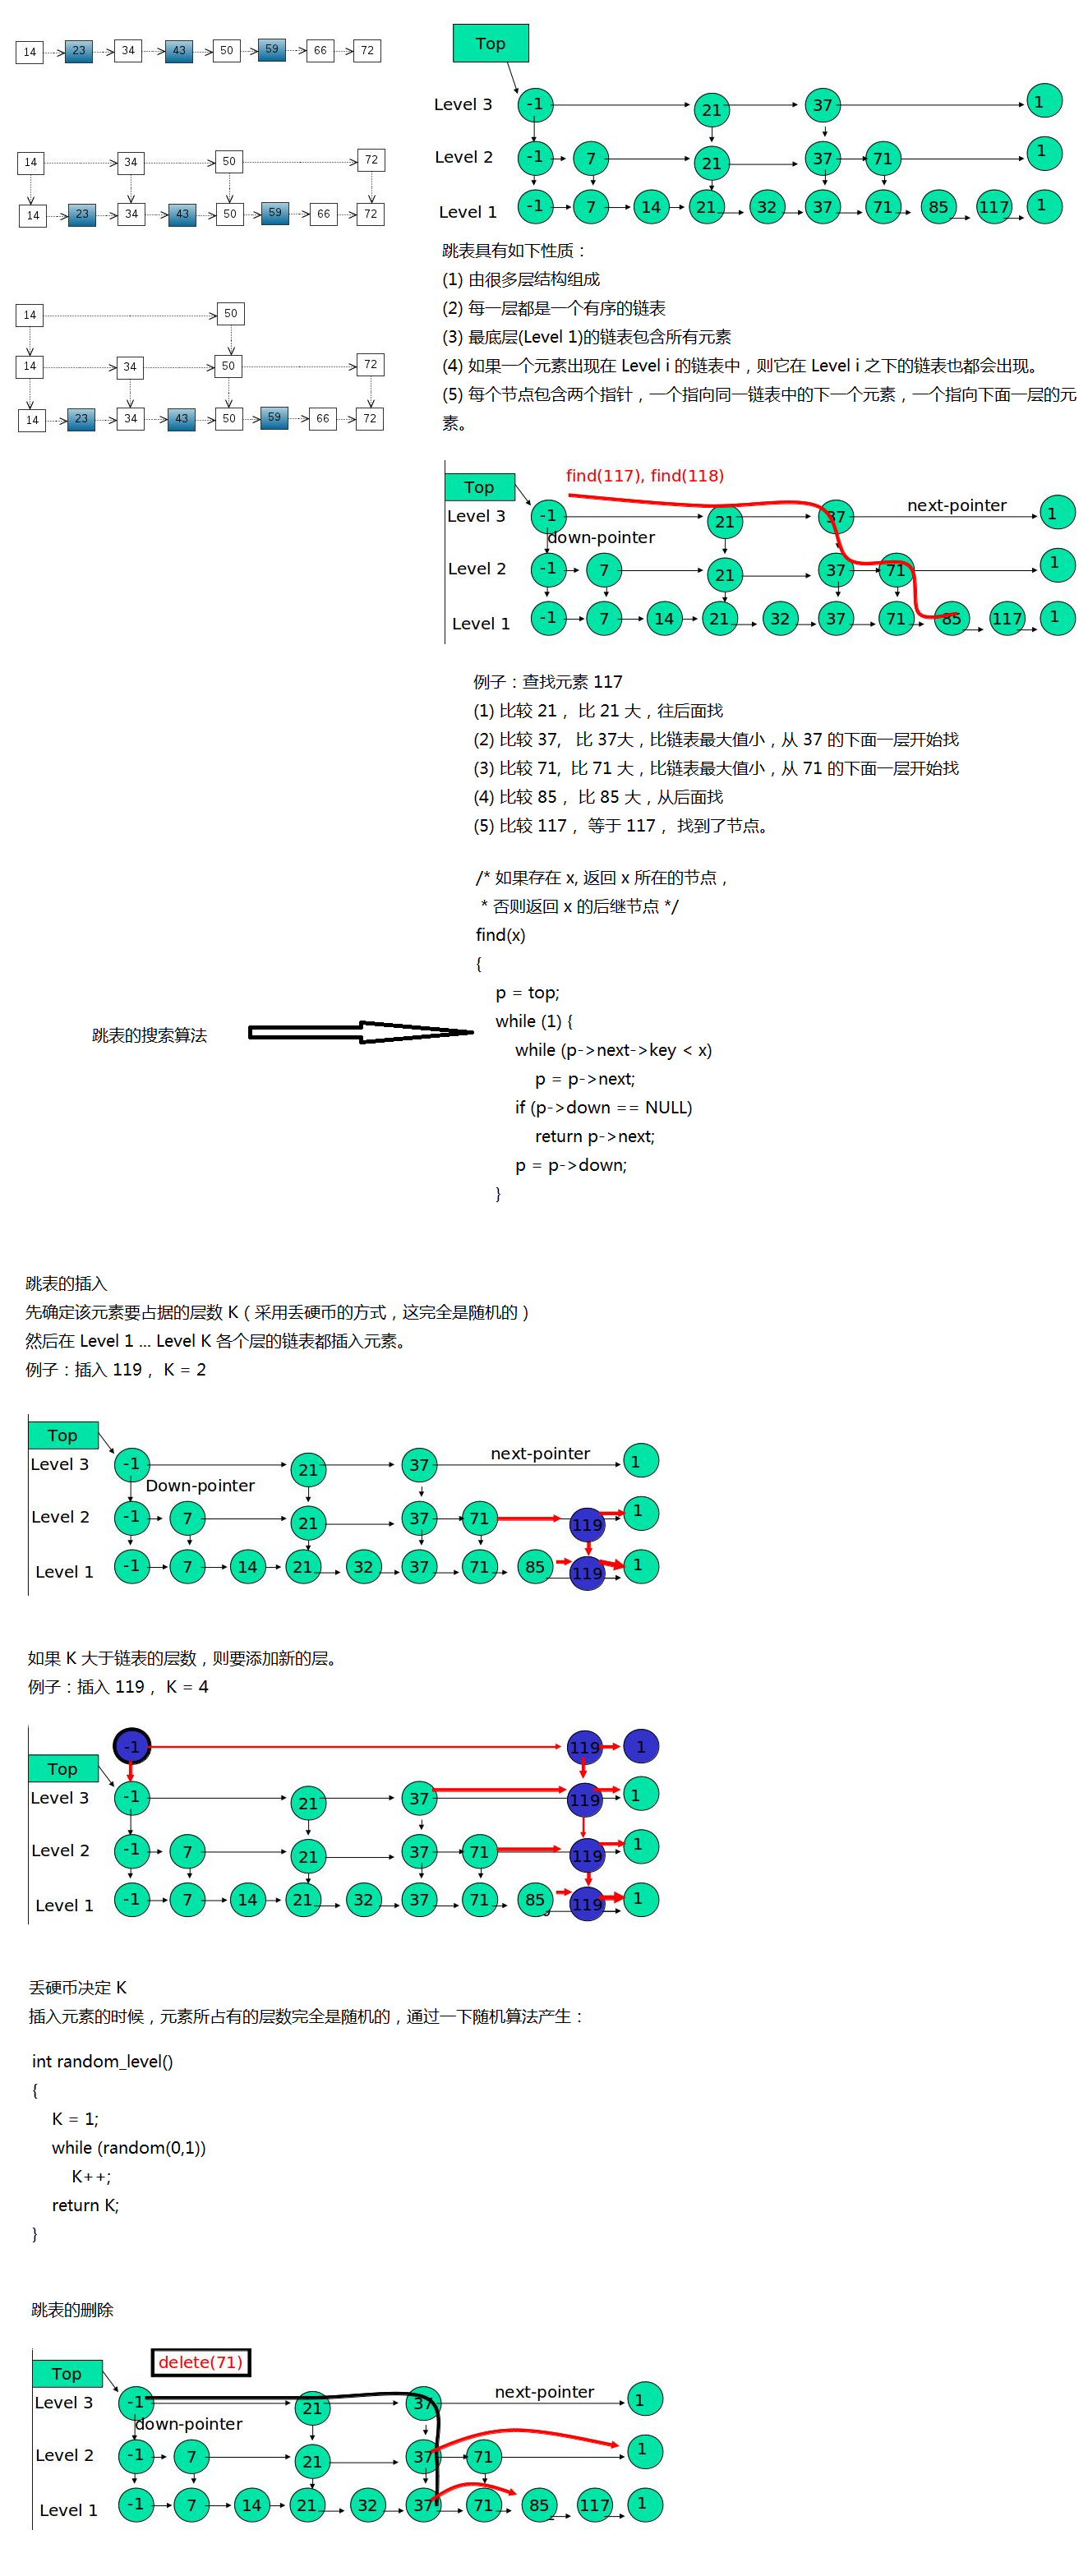 14 23 34 43 50 59 66 72
14 34 50 72
14 23 34 43 50 59 66 72
14 50
14 34 50 72
14 23 34 43 50 59 66 72
Top
Level 3 -1 21 37 1
Level 2 -1 7 21 37 71 1
Level 1 -1 7 14 21 32 37 71 85 117 1
跳表具有如下性质：
(1) 由很多层结构组成
(2) 每一层都是一个有序的链表
(3) 最底层(Level 1)的链表包含所有元素
(4) 如果一个元素出现在 Level i 的链表中，则它在 Level i 之下的链表也都会出现。
(5) 每个节点包含两个指针，一个指向同一链表中的下一个元素，一个指向下面一层的元
素。
find(117), find(118)
Top
Level 3 -1 21 37 next-pointer 1
down-pointer
Level 2 -1 7 21 37 71 1
Level 1 -1 7 14 21 32 37 71 85 117 1
例子：查找元素 117
(1) 比较 21， 比 21 大，往后面找
(2) 比较 37, 比 37大，比链表最大值小，从 37 的下面一层开始找
(3) 比较 71, 比 71 大，比链表最大值小，从 71 的下面一层开始找
(4) 比较 85， 比 85 大，从后面找
(5) 比较 117， 等于 117， 找到了节点。
/* 如果存在 x, 返回 x 所在的节点，
* 否则返回 x 的后继节点 */
find(x)
{
p = top;
while (1) {
while (p->next->key < x)
p = p->next;
if (p->down == NULL)
return p->next;
p = p->down;
}
跳表的搜索算法
跳表的插入
先确定该元素要占据的层数 K（采用丢硬币的方式，这完全是随机的）
然后在 Level 1 ... Level K 各个层的链表都插入元素。
例子：插入 119， K = 2
Top
Level 3 -1 21 37 next-pointer 1
Down-pointer
Level 2 -1 7 21 37 71 119 1
Level 1 -1 7 14 21 32 37 71 85 119 1
如果 K 大于链表的层数，则要添加新的层。
例子：插入 119， K = 4
-1 119 1
Top
Level 3 -1 21 37 119 1
Level 2 -1 7 21 37 71 119 1
Level 1 -1 7 14 21 32 37 71 85 119 1
丢硬币决定 K
插入元素的时候，元素所占有的层数完全是随机的，通过一下随机算法产生：
int random_level()
{
K = 1;
while (random(0,1))
K++;
return K;
}
跳表的删除
delete(71)
Top
Level 3 -1 21 37 next-pointer 1
down-pointer
Level 2 -1 7 21 37 71 1
Level 1 -1 7 14 21 32 37 71 85 117 1